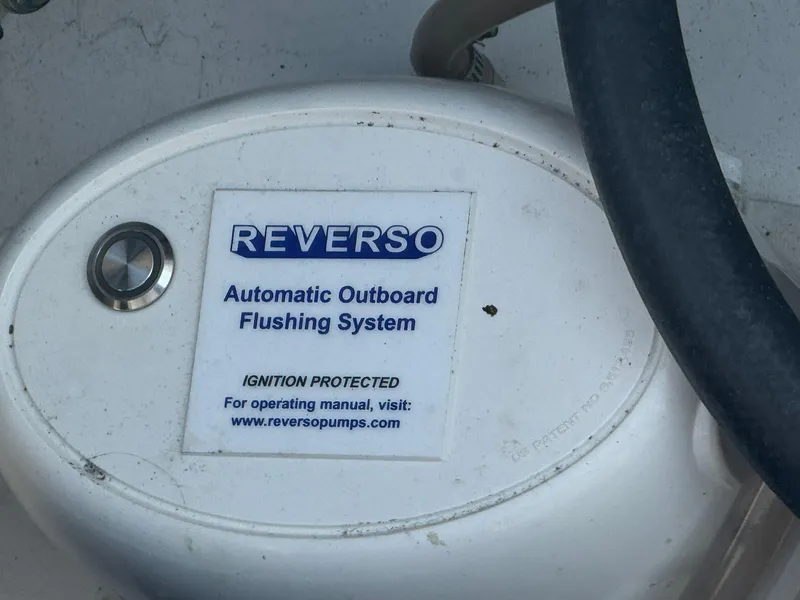 REVERSO
Automatic Outboard
Flushing System
IGNITION PROTECTED
For operating manual, visit:
www.reversopumps.com
US PATENT NO